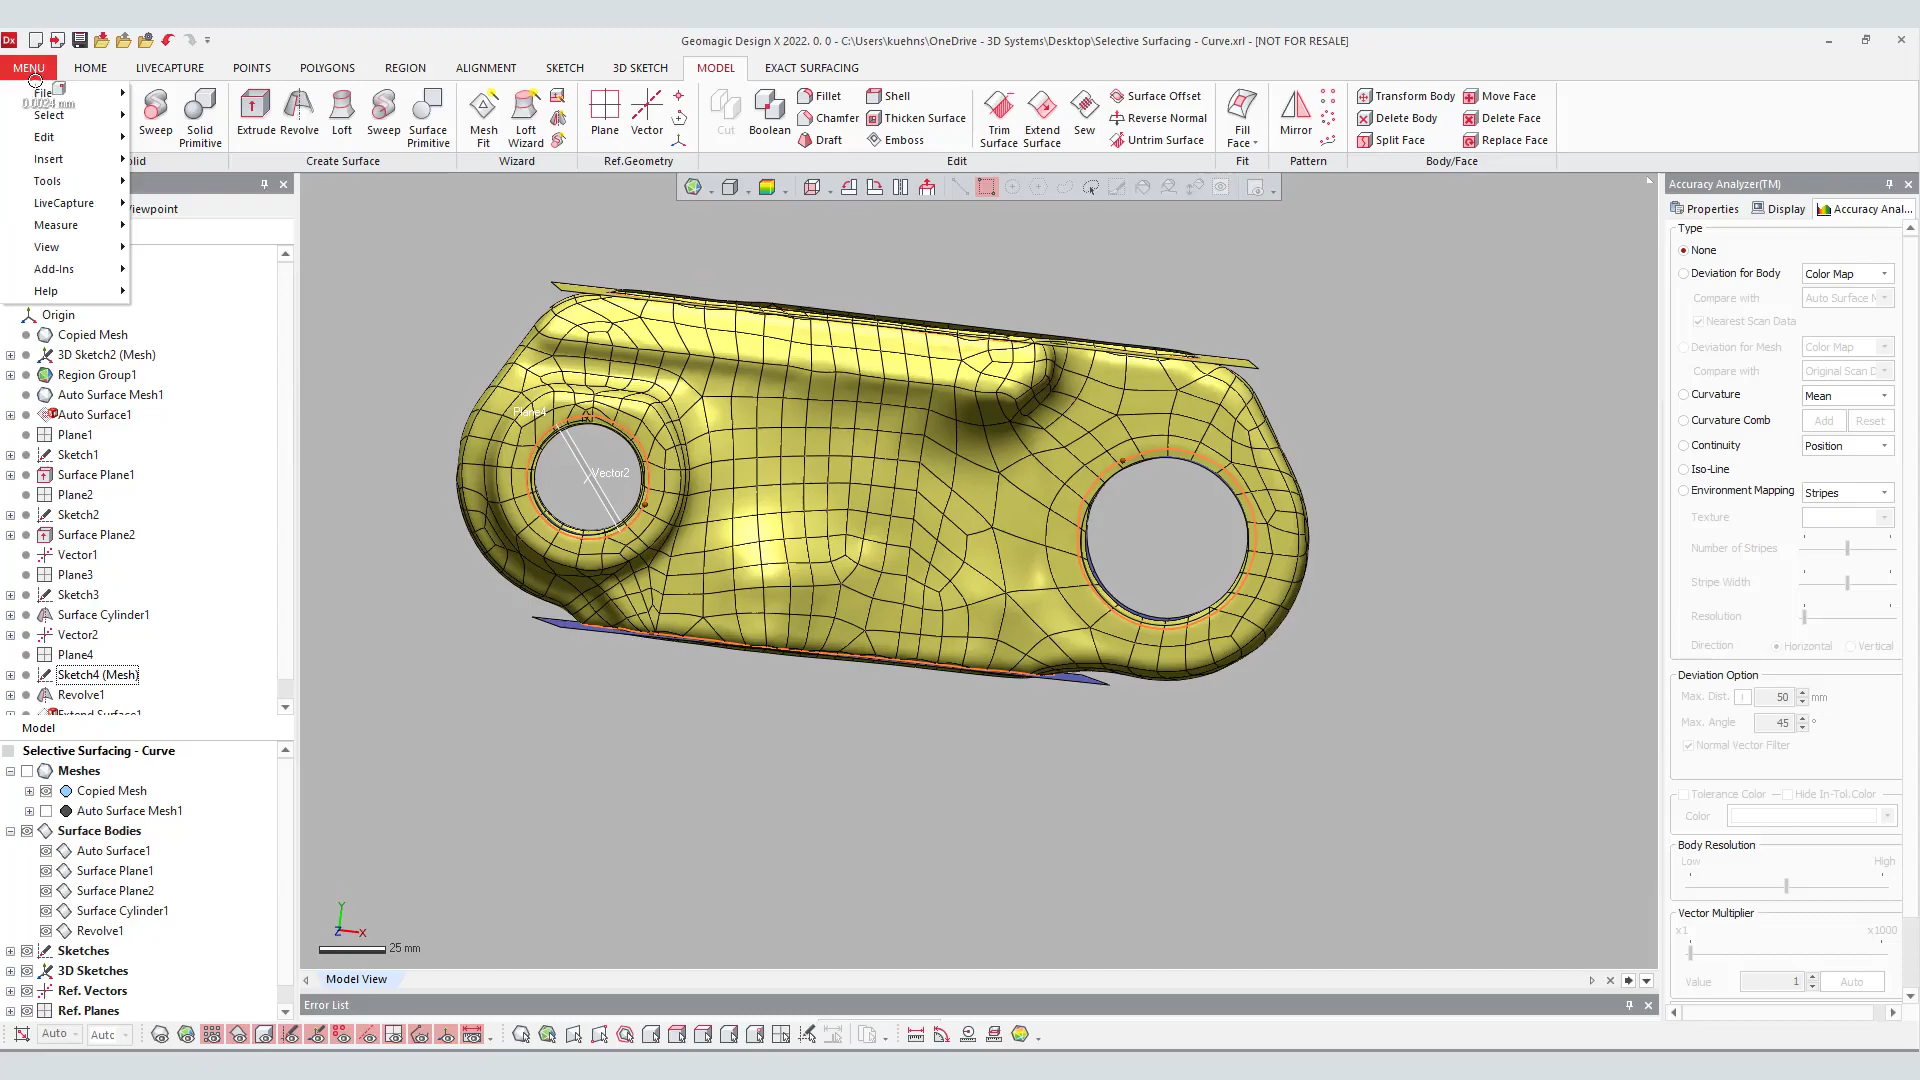 Dx
Geomagic Design X 2022. 0. 0 - C:\Users\kuehns\OneDrive - 3D Systems\Desktop\Selective Surfacing - Curve.xrl - [NOT FOR RESALE]
MENU HOME LIVECAPTURE POINTS POLYGONS REGION ALIGNMENT SKETCH 3D SKETCH MODEL EXACT SURFACING
File
0.0024 mm
Select
Edit
Insert
Tools
LiveCapture
Measure
View
Add-Ins
Help
Sweep
Solid Primitive
Extrude
Revolve
Loft
Sweep
Surface Primitive
Create Surface
Mesh Fit
Loft Wizard
Wizard
Plane
Vector
Ref.Geometry
Cut
Boolean
Fillet
Chamfer
Draft
Shell
Thicken Surface
Emboss
Trim Surface
Extend Surface
Sew
Surface Offset
Reverse Normal
Untrim Surface
Edit
Fill Face
Fit
Mirror
Pattern
Transform Body
Delete Body
Split Face
Move Face
Delete Face
Replace Face
Body/Face
Origin
Copied Mesh
3D Sketch2 (Mesh)
Region Group1
Auto Surface Mesh1
Auto Surface1
Plane1
Sketch1
Surface Plane1
Plane2
Sketch2
Surface Plane2
Vector1
Plane3
Sketch3
Surface Cylinder1
Vector2
Plane4
Sketch4 (Mesh)
Revolve1
Extend Surface1
Model
Selective Surfacing - Curve
Meshes
Copied Mesh
Auto Surface Mesh1
Surface Bodies
Auto Surface1
Surface Plane1
Surface Plane2
Surface Cylinder1
Revolve1
Sketches
3D Sketches
Ref. Vectors
Ref. Planes
Plane4
Vector2
Y
Z
X
25 mm
Model View
Error List
Auto
Accuracy Analyzer(TM)
Properties Display Accuracy Anal...
Type
None
Deviation for Body Color Map
Compare with
Nearest Scan Data
Deviation for Mesh Color Map
Compare with
Curvature Mean
Curvature Comb Add Reset
Continuity Position
Iso-Line
Environment Mapping Stripes
Texture
Number of Stripes
Stripe Width
Resolution
Direction Horizontal Vertical
Deviation Option
Max. Dist. 50 mm
Max. Angle 45 °
Normal Vector Filter
Tolerance Color Hide In-Tol.Color
Color
Body Resolution
Low High
Vector Multiplier
x1 x1000
Value 1 Auto